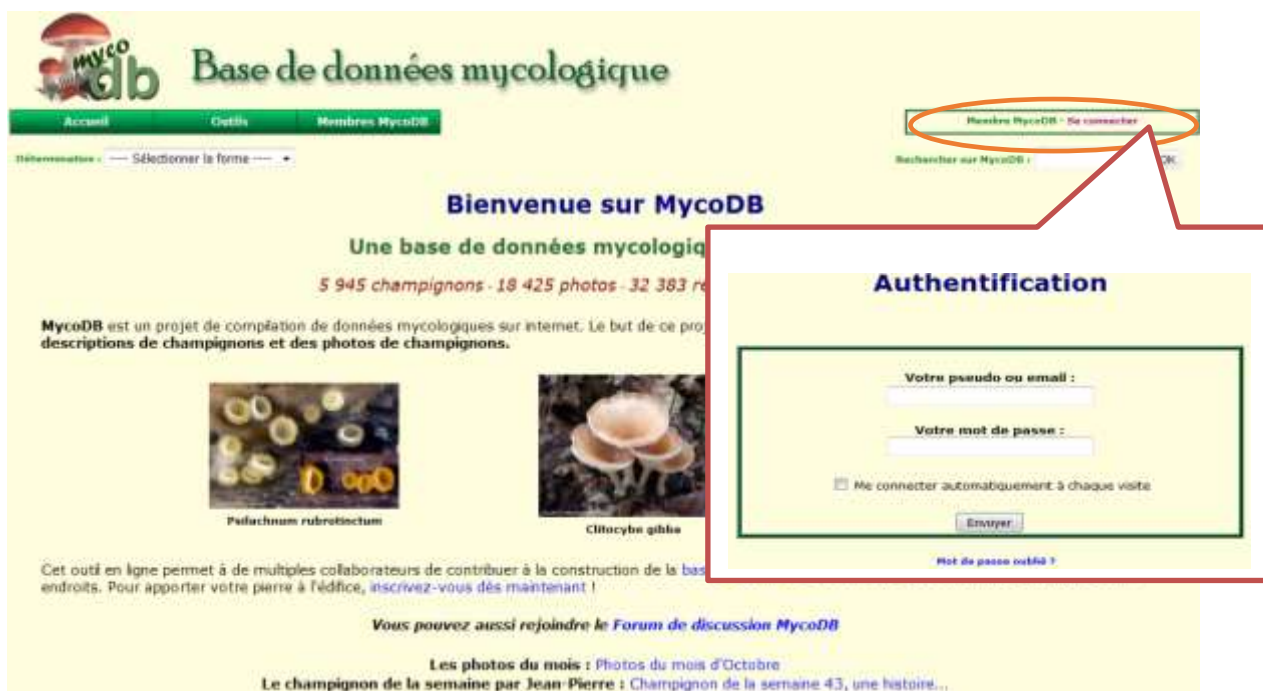 myco
db
Base de données mycologique
Accueil Outils Membres MycoDB
Membre MycoDB - Se connecter
Détermination : ---- Sélectionner la forme ----
Rechercher sur MycoDB : OK
Bienvenue sur MycoDB
Une base de données mycologiq
5 945 champignons - 18 425 photos - 32 383 re
MycoDB est un projet de compilation de données mycologiques sur internet. Le but de ce proj
descriptions de champignons et des photos de champignons.
Psilachnum rubrotinctum
Clitocybe gibba
Cet outil en ligne permet à de multiples collaborateurs de contribuer à la construction de la bas
endroits. Pour apporter votre pierre à l'édifice, inscrivez-vous dès maintenant !
Vous pouvez aussi rejoindre le Forum de discussion MycoDB
Les photos du mois : Photos du mois d'Octobre
Le champignon de la semaine par Jean-Pierre : Champignon de la semaine 43, une histoire...
Authentification
Votre pseudo ou email :
Votre mot de passe :
Me connecter automatiquement à chaque visite
Envoyer
Mot de passe oublié ?